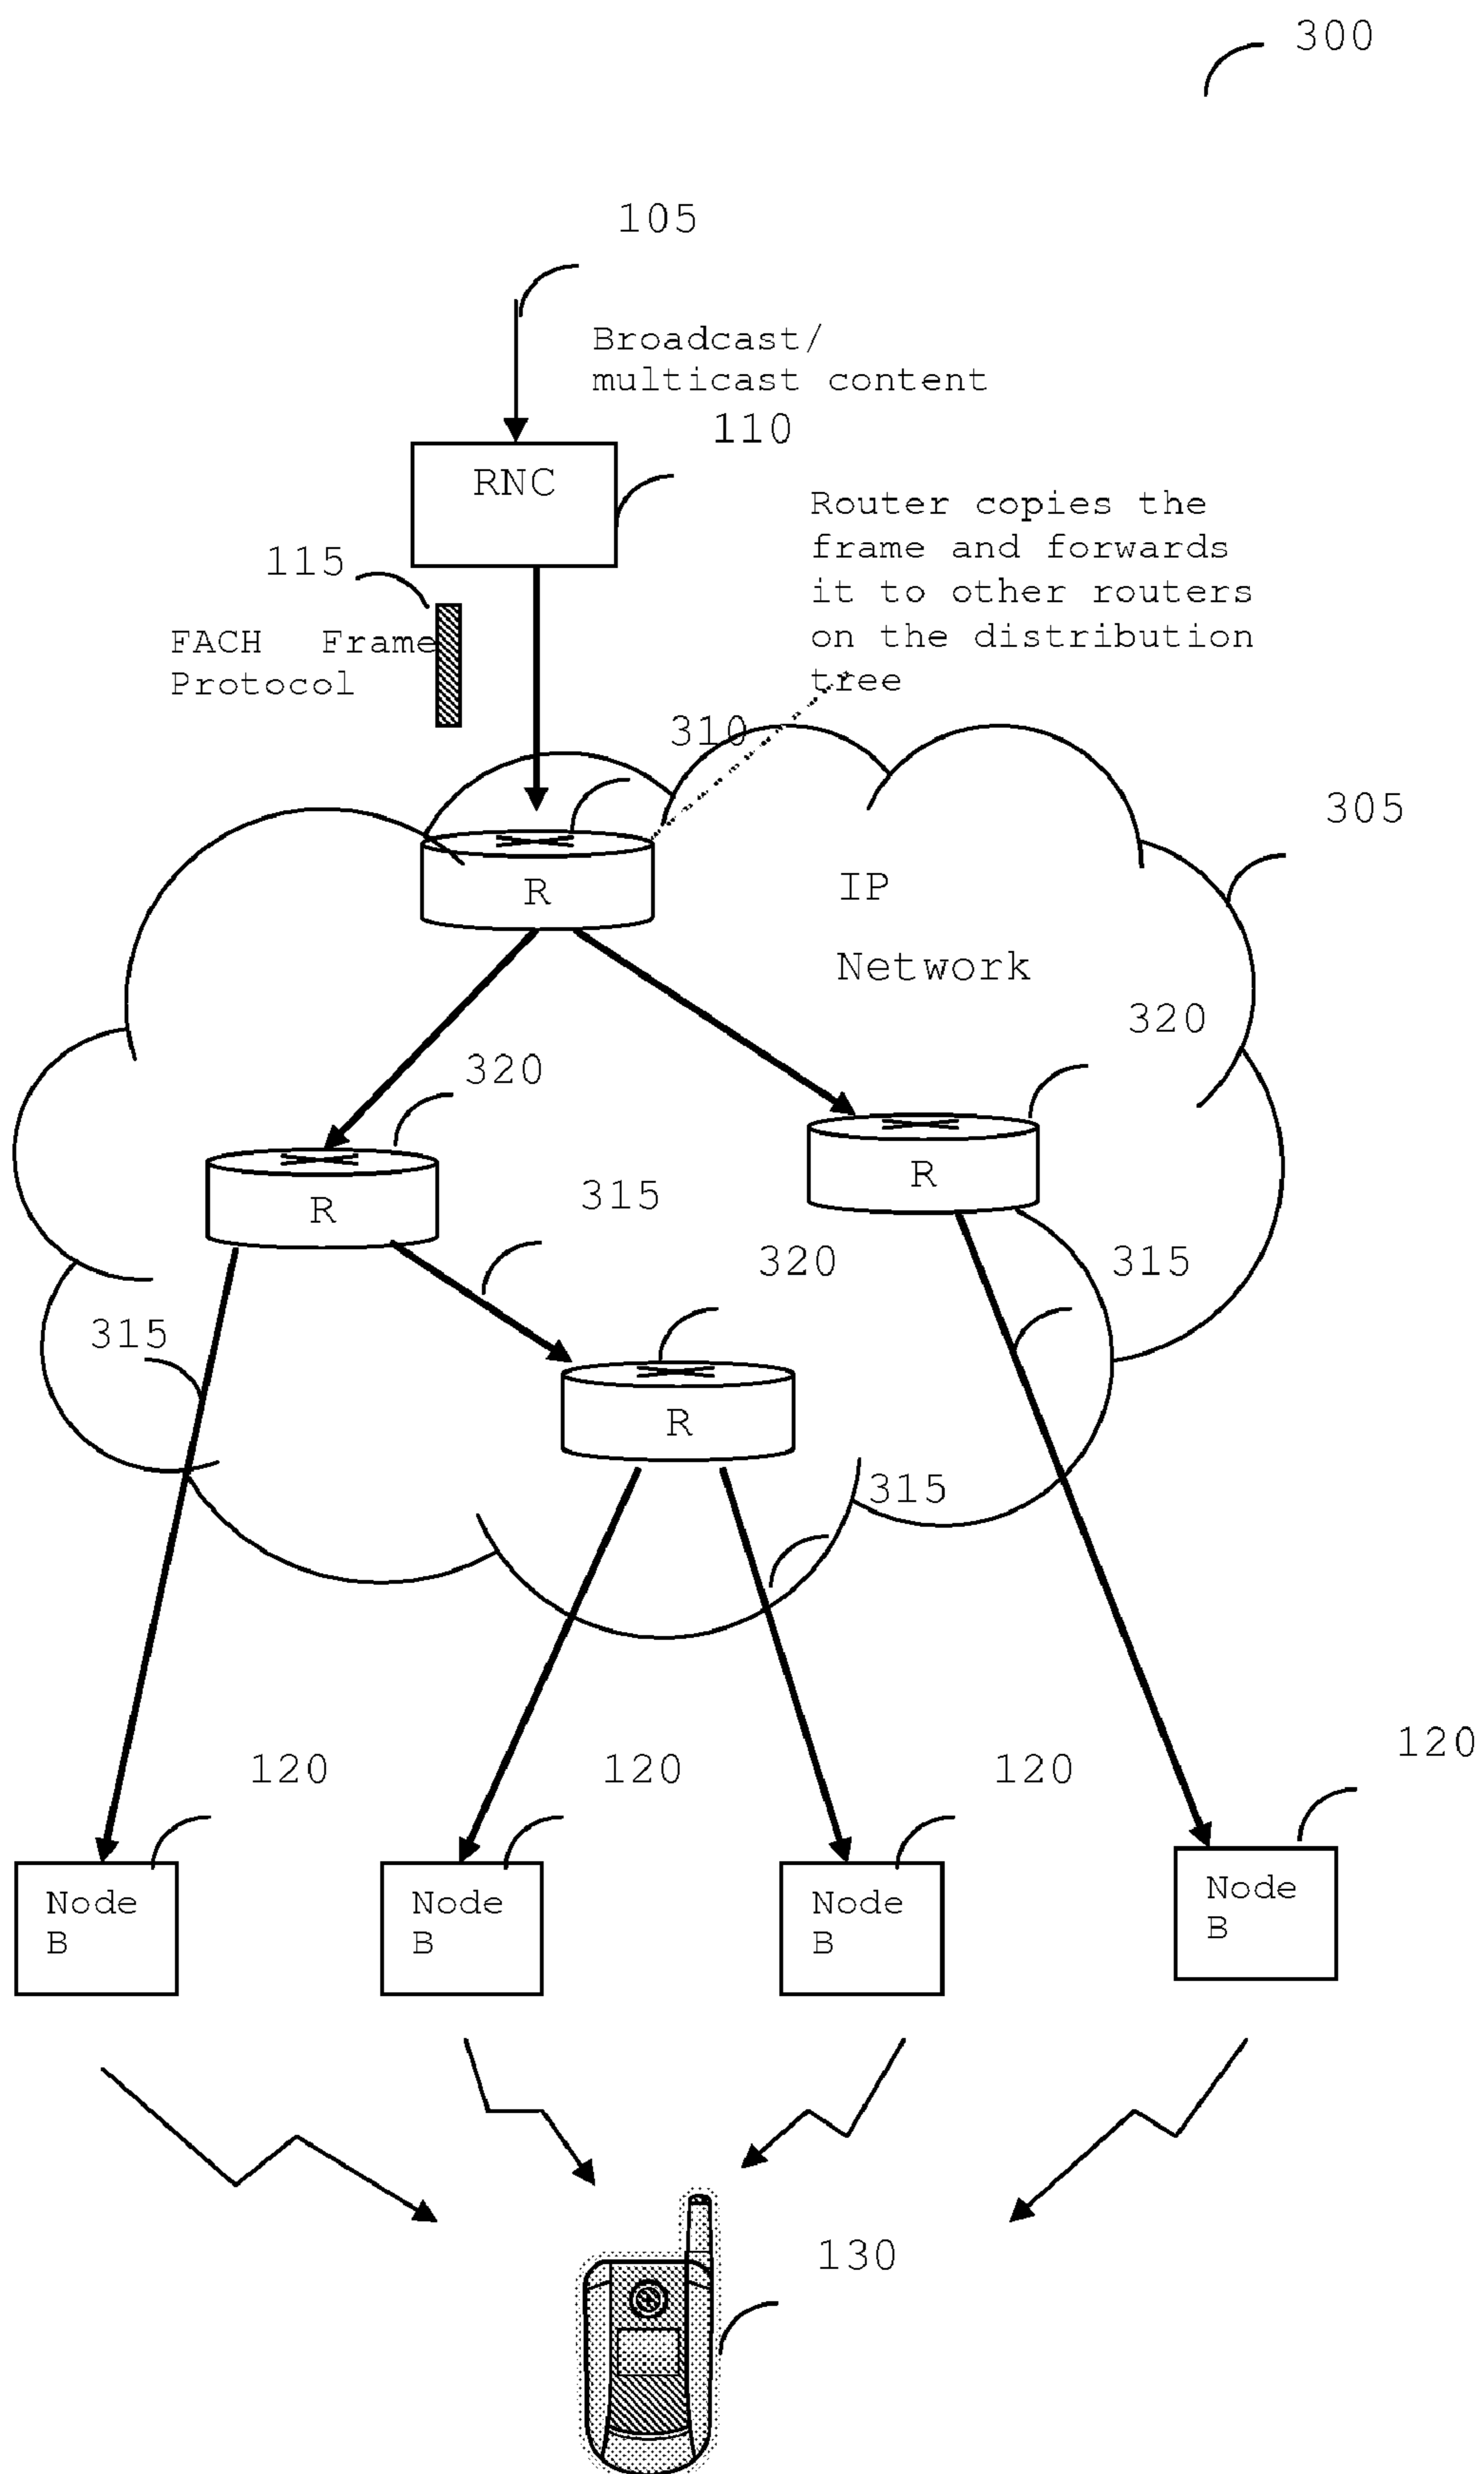 300
105
Broadcast/
multicast content
110
RNC
Router copies the
frame and forwards
it to other routers
on the distribution
tree
115
FACH Frame
Protocol
310
305
R
IP
Network
320
320
R
R
315
320
315
315
R
315
120
120
120
120
Node
B
Node
B
Node
B
Node
B
130